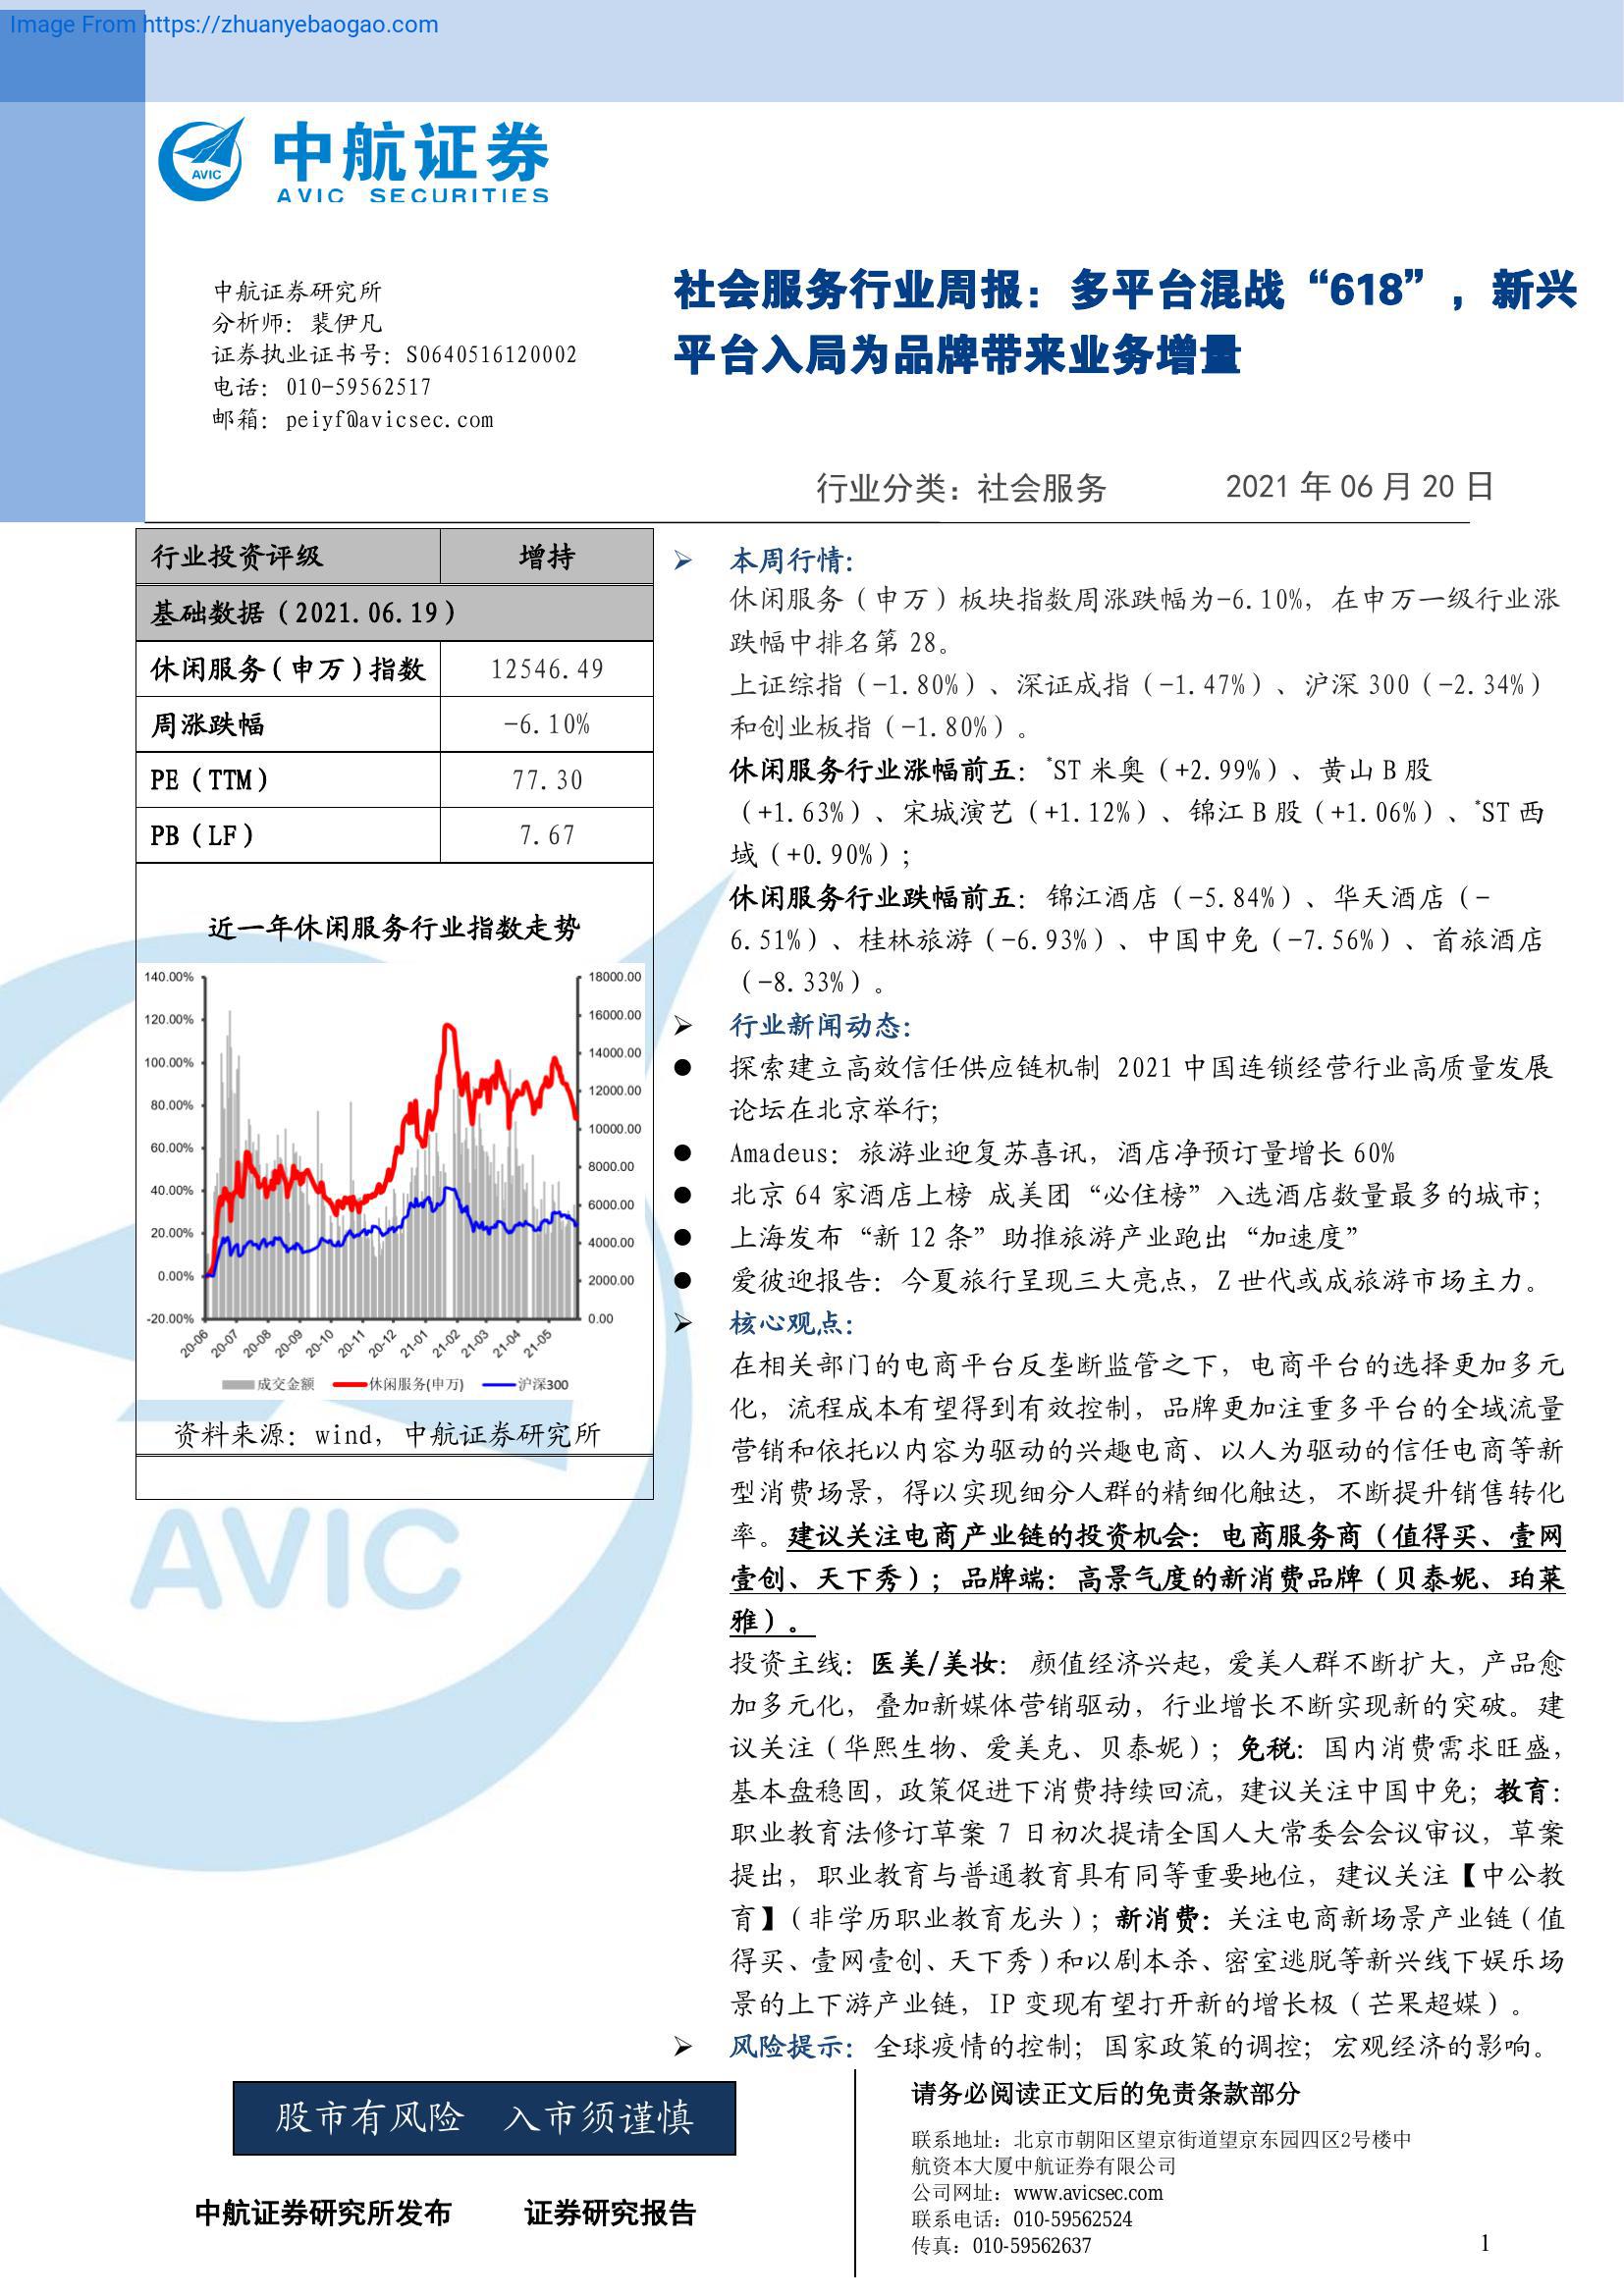 Image From https://zhuanyebaogao.com
AVIC
中航证券
AVIC SECURITIES
中航证券研究所
分析师：裴伊凡
证券执业证书号：S0640516120002
电话：010-59562517
邮箱：peiyf@avicsec.com
社会服务行业周报：多平台混战“618”，新兴
平台入局为品牌带来业务增量
行业分类：社会服务 2021 年 06 月 20 日
行业投资评级 增持
基础数据（2021.06.19）
休闲服务(申万)指数 12546.49
周涨跌幅 -6.10%
PE（TTM） 77.30
PB（LF） 7.67
近一年休闲服务行业指数走势
140.00%
120.00%
100.00%
80.00%
60.00%
40.00%
20.00%
0.00%
-20.00%
18000.00
16000.00
14000.00
12000.00
10000.00
8000.00
6000.00
4000.00
2000.00
0.00
20-06 20-07 20-08 20-09 20-10 20-11 20-12 21-01 21-02 21-03 21-04 21-05
成交金额 休闲服务(申万) 沪深300
资料来源：wind，中航证券研究所
AVIC
➢ 本周行情：
休闲服务（申万）板块指数周涨跌幅为-6.10%，在申万一级行业涨
跌幅中排名第 28。
上证综指（-1.80%）、深证成指（-1.47%）、沪深 300（-2.34%）
和创业板指（-1.80%）。
休闲服务行业涨幅前五：*ST 米奥（+2.99%）、黄山 B 股
（+1.63%）、宋城演艺（+1.12%）、锦江 B 股（+1.06%）、*ST 西
域（+0.90%）；
休闲服务行业跌幅前五：锦江酒店（-5.84%）、华天酒店（-
6.51%）、桂林旅游（-6.93%）、中国中免（-7.56%）、首旅酒店
（-8.33%）。
➢ 行业新闻动态：
● 探索建立高效信任供应链机制 2021 中国连锁经营行业高质量发展
论坛在北京举行；
● Amadeus：旅游业迎复苏喜讯，酒店净预订量增长 60%
● 北京 64 家酒店上榜 成美团“必住榜”入选酒店数量最多的城市；
● 上海发布“新 12 条”助推旅游产业跑出“加速度”
● 爱彼迎报告：今夏旅行呈现三大亮点，Z 世代或成旅游市场主力。
➢ 核心观点：
在相关部门的电商平台反垄断监管之下，电商平台的选择更加多元
化，流程成本有望得到有效控制，品牌更加注重多平台的全域流量
营销和依托以内容为驱动的兴趣电商、以人为驱动的信任电商等新
型消费场景，得以实现细分人群的精细化触达，不断提升销售转化
率。建议关注电商产业链的投资机会：电商服务商（值得买、壹网
壹创、天下秀）；品牌端：高景气度的新消费品牌（贝泰妮、珀莱
雅）。
投资主线：医美/美妆：颜值经济兴起，爱美人群不断扩大，产品愈
加多元化，叠加新媒体营销驱动，行业增长不断实现新的突破。建
议关注（华熙生物、爱美克、贝泰妮）；免税：国内消费需求旺盛，
基本盘稳固，政策促进下消费持续回流，建议关注中国中免；教育：
职业教育法修订草案 7 日初次提请全国人大常委会会议审议，草案
提出，职业教育与普通教育具有同等重要地位，建议关注【中公教
育】（非学历职业教育龙头）；新消费：关注电商新场景产业链（值
得买、壹网壹创、天下秀）和以剧本杀、密室逃脱等新兴线下娱乐场
景的上下游产业链，IP 变现有望打开新的增长极（芒果超媒）。
➢ 风险提示：全球疫情的控制；国家政策的调控；宏观经济的影响。
股市有风险 入市须谨慎
中航证券研究所发布 证券研究报告
请务必阅读正文后的免责条款部分
联系地址：北京市朝阳区望京街道望京东园四区2号楼中
航资本大厦中航证券有限公司
公司网址：www.avicsec.com
联系电话：010-59562524
传真：010-59562637
1